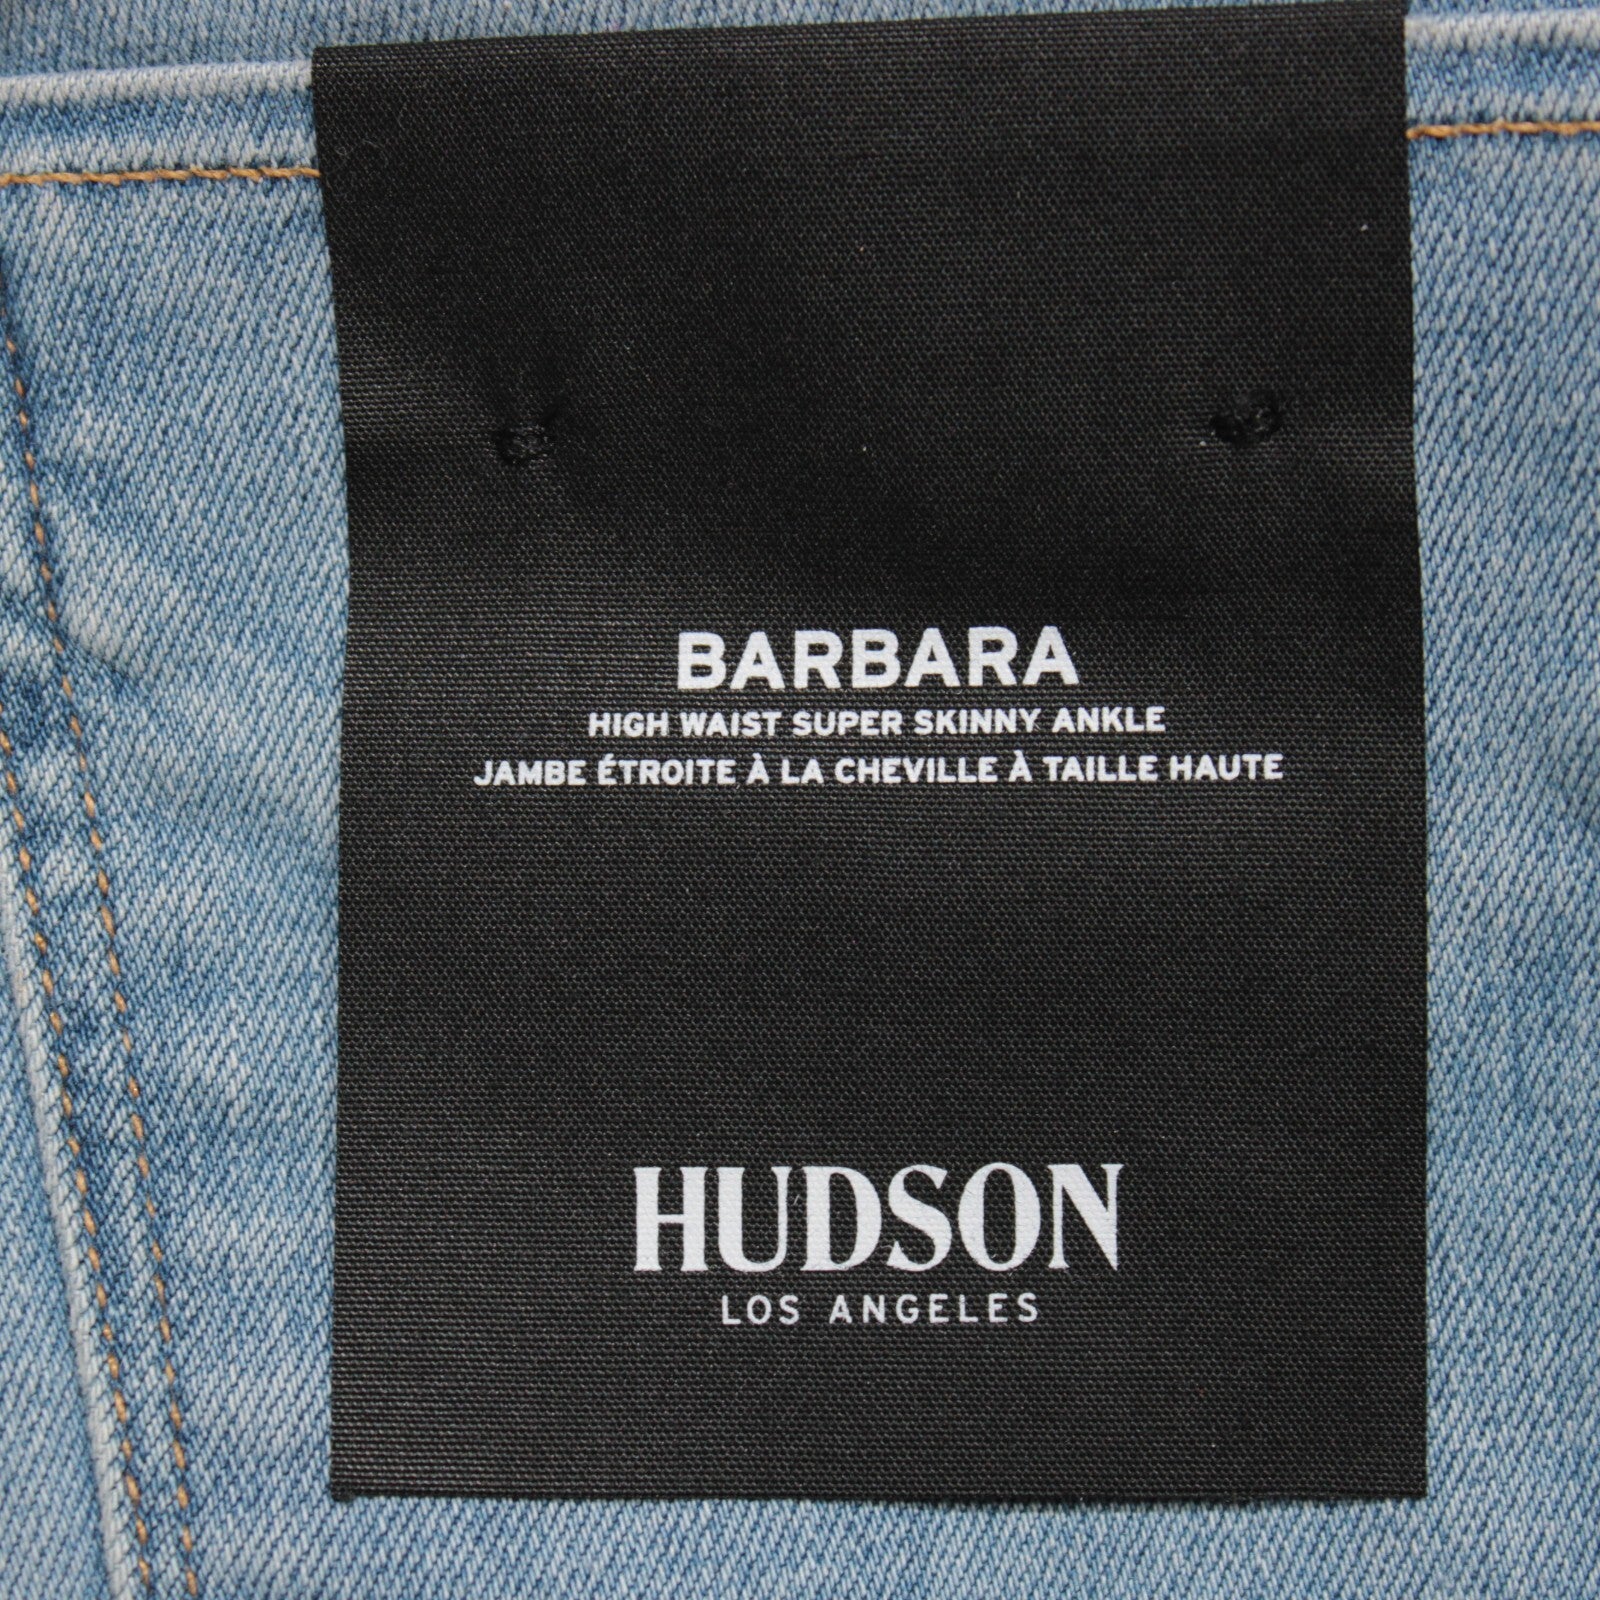 BARBARA
HIGH WAIST SUPER SKINNY ANKLE
JAMBE ÉTROITE À LA CHEVILLE À TAILLE HAUTE
HUDSON
LOS ANGELES